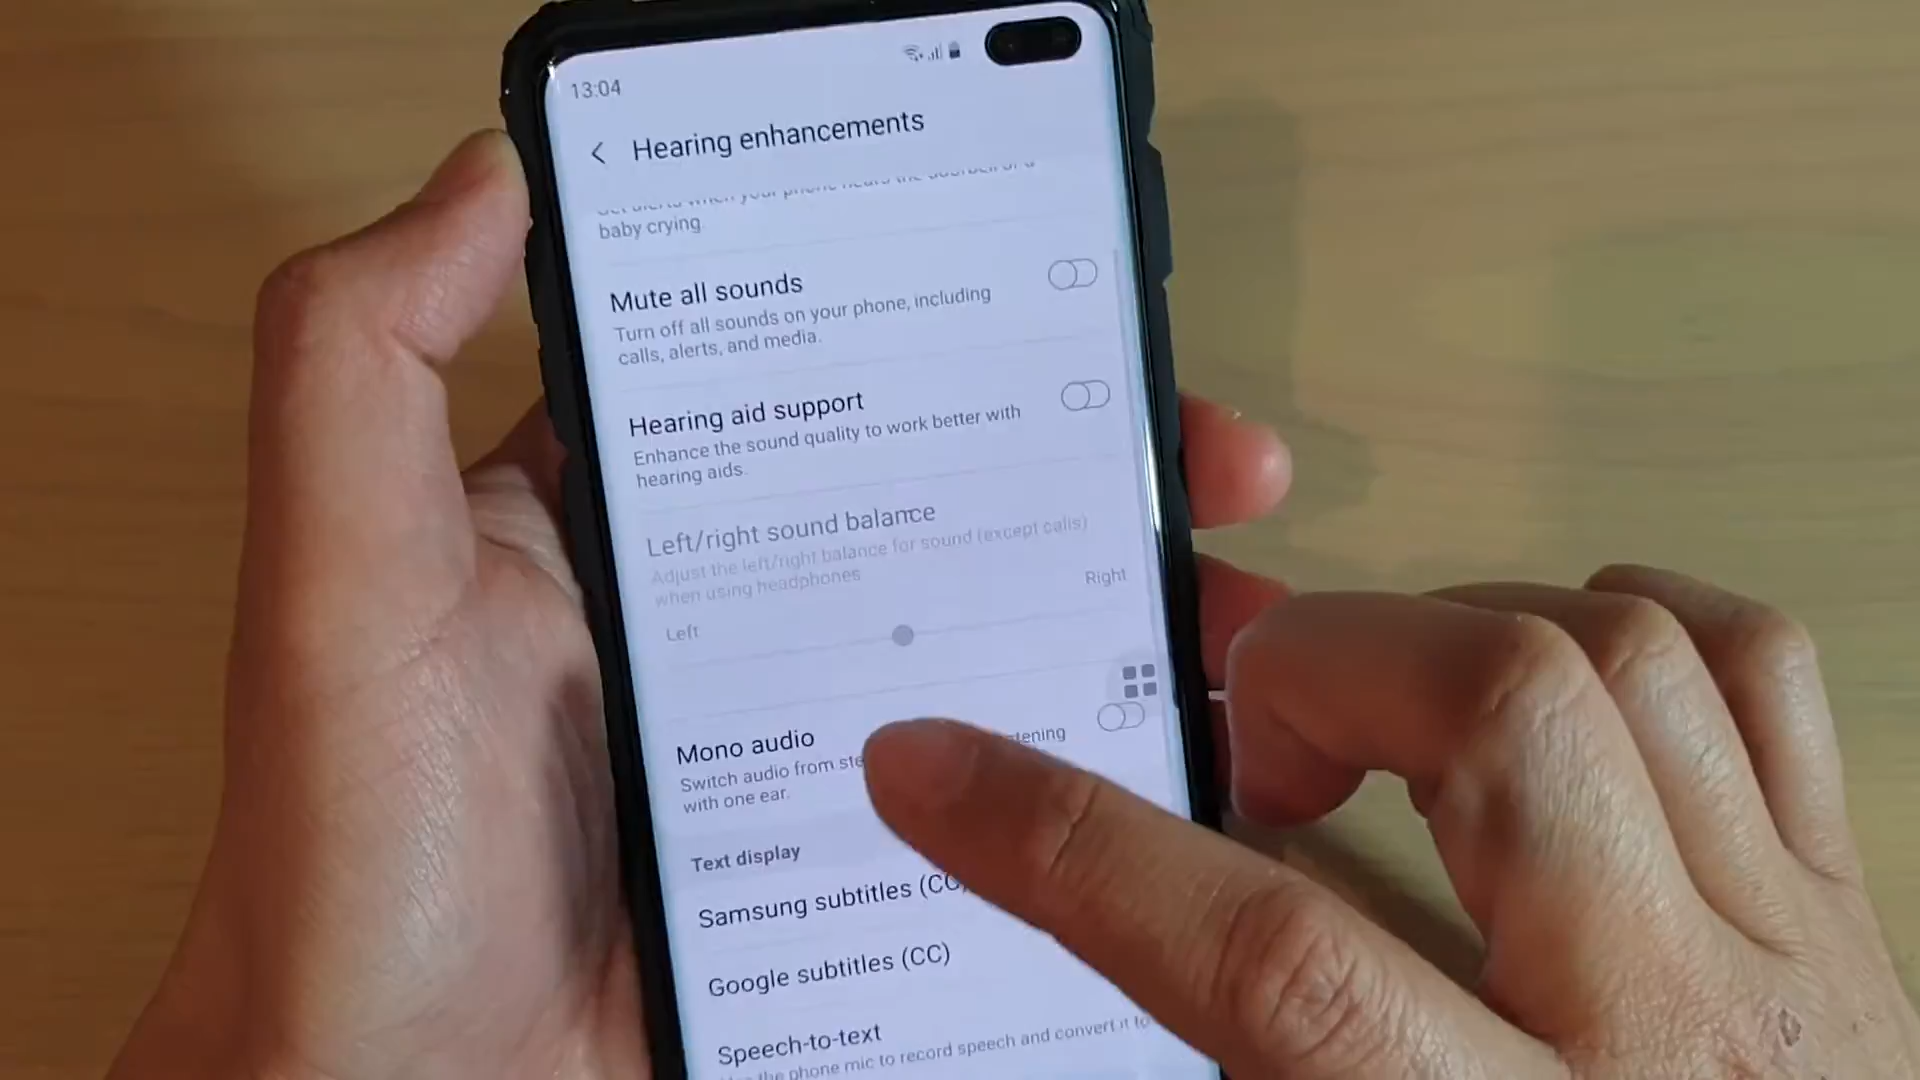 13:04
Hearing enhancements
baby crying.
Mute all sounds
Turn off all sounds on your phone, including
calls, alerts, and media.
Hearing aid support
Enhance the sound quality to work better with
hearing aids.
Left/right sound balance
Adjust the left/right balance for sound (except calls)
when using headphones
Left
Right
Mono audio
Switch audio from
with one ear.
Text display
Samsung subtitles (CC)
Google subtitles (CC)
Speech-to-text
the phone mic to record speech and convert it to